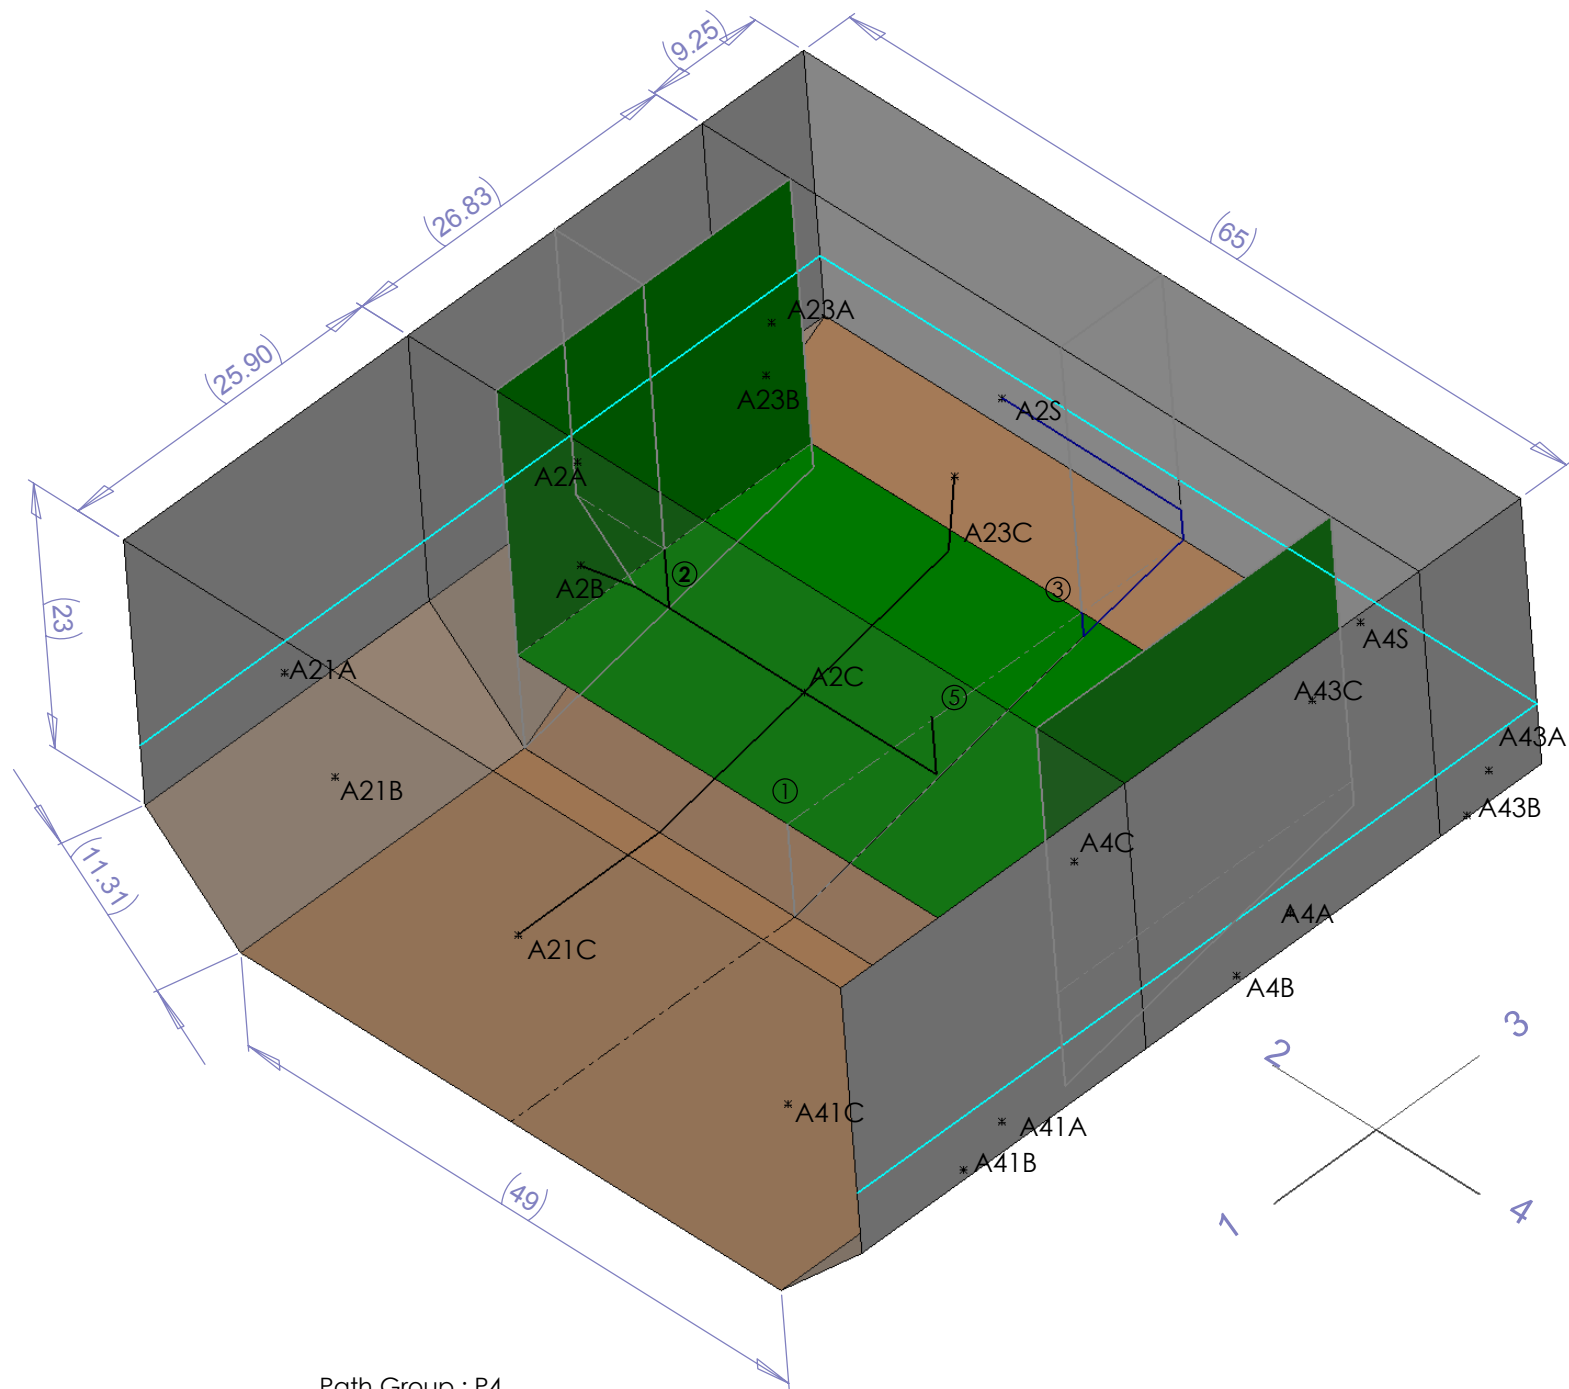 (9.25)
(26.83)
(65)
(25.90)
A23A
A23B
A2S
A2A
A23C
②
A2B
③
(23)
A4S
A21A
A2C
A43C
⑤
A43A
A21B
①
A43B
A4C
(11.31)
A4A
A21C
A4B
3
2
A41C
A41A
A41B
(49)
1
4
Path Group : P4